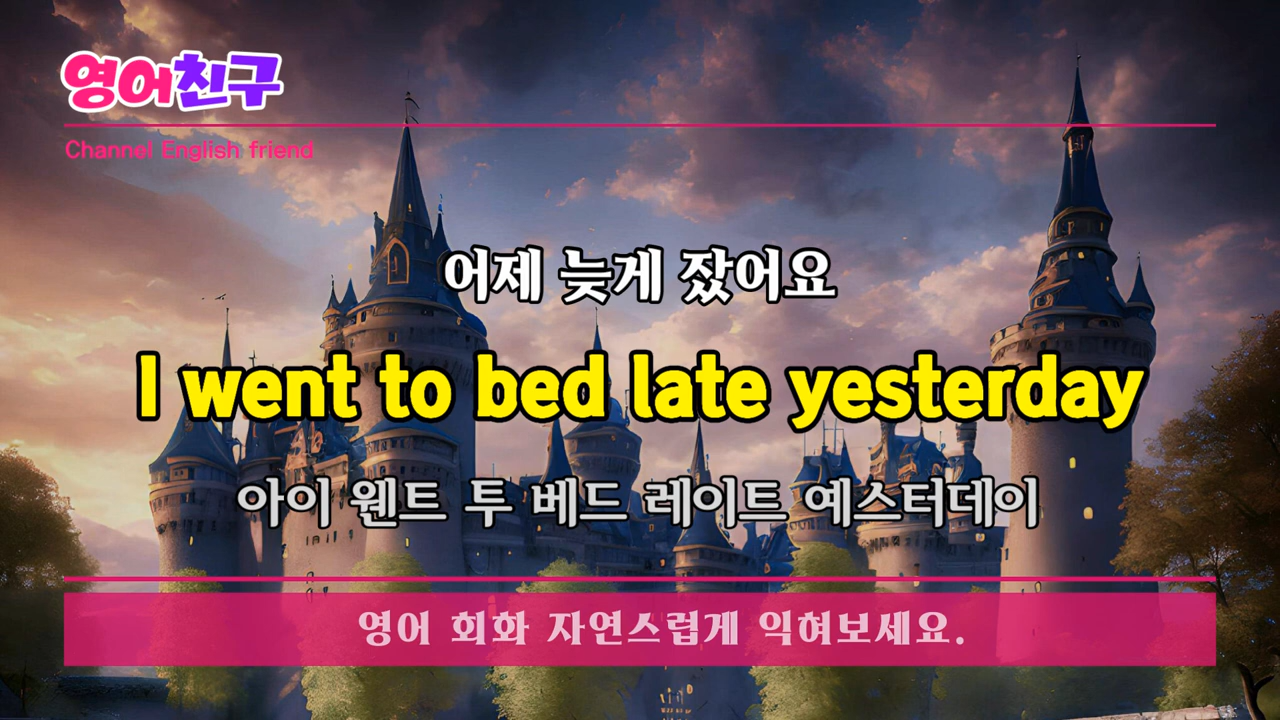 영어친구
Channel English friend
어제 늦게 잤어요
I went to bed late yesterday
아이 웬트 투 베드 레이트 예스터데이
영어 회화 자연스럽게 익혀보세요.